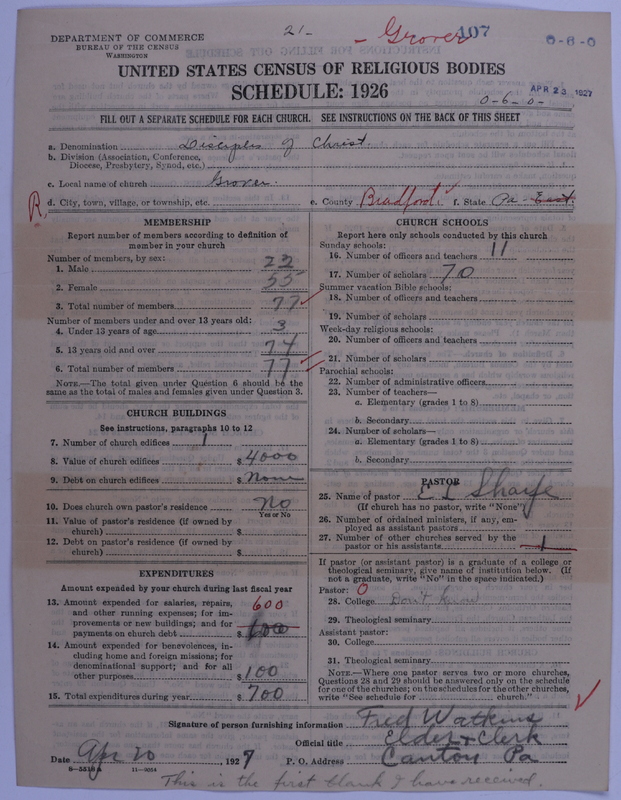 21-
Grover
107
0-6-0
DEPARTMENT OF COMMERCE
BUREAU OF THE CENSUS
WASHINGTON
UNITED STATES CENSUS OF RELIGIOUS BODIES
SCHEDULE: 1926
APR 23 1927
0-6-0-
FILL OUT A SEPARATE SCHEDULE FOR EACH CHURCH. SEE INSTRUCTIONS ON THE BACK OF THIS SHEET
a. Denomination Disciples of Christ.
b. Division (Association, Conference,
Diocese, Presbytery, Synod, etc.)
c. Local name of church Grover.
R
d. City, town, village, or township, etc. e. County Bradford f. State Pa. East.
MEMBERSHIP
Report number of members according to definition of
member in your church
Number of members, by sex:
1. Male 22
2. Female 55
3. Total number of members 77
Number of members under and over 13 years old:
4. Under 13 years of age 3
5. 13 years old and over 74
6. Total number of members 77
NOTE.—The total given under Question 6 should be the
same as the total of males and females given under Question 3.
CHURCH BUILDINGS
See instructions, paragraphs 10 to 12
7. Number of church edifices 1
8. Value of church edifices $ 4000
9. Debt on church edifices $ None
10. Does church own pastor's residence No
Yes or No
11. Value of pastor's residence (if owned by
church) $
12. Debt on pastor's residence (if owned by
church) $
EXPENDITURES
Amount expended by your church during last fiscal year
13. Amount expended for salaries, repairs, 600
and other running expenses; for im-
provements or new buildings; and for
payments on church debt $ 600
14. Amount expended for benevolences, in-
cluding home and foreign missions; for
denominational support; and for all
other purposes $ 100
15. Total expenditures during year $ 700
CHURCH SCHOOLS
Report here only schools conducted by this church
Sunday schools:
16. Number of officers and teachers 11
17. Number of scholars 70
Summer vacation Bible schools:
18. Number of officers and teachers
19. Number of scholars
Week-day religious schools:
20. Number of officers and teachers
21. Number of scholars
Parochial schools:
22. Number of administrative officers
23. Number of teachers—
a. Elementary (grades 1 to 8)
b. Secondary
24. Number of scholars—
a. Elementary (grades 1 to 8)
b. Secondary
PASTOR
25. Name of pastor E L Sharpe
(If church has no pastor, write "None")
26. Number of ordained ministers, if any, em-
ployed as assistant pastors
27. Number of other churches served by the
pastor or his assistants 1
If pastor (or assistant pastor) is a graduate of a college or
theological seminary, give name of institution below. (If
not a graduate, write "No" in the space indicated.)
Pastor: 0
28. College Don't know
29. Theological seminary
Assistant pastor:
30. College
31. Theological seminary
NOTE.—Where one pastor serves two or more churches,
Questions 28 and 29 should be answered only on the schedule
for one of the churches; on the schedules for the other churches,
write "See schedule for church."
Signature of person furnishing information Fred Watkins
Official title Elder & Clerk
Date Apr 20 1927 P. O. Address Canton Pa
11-906A
This is the first blank I have received.